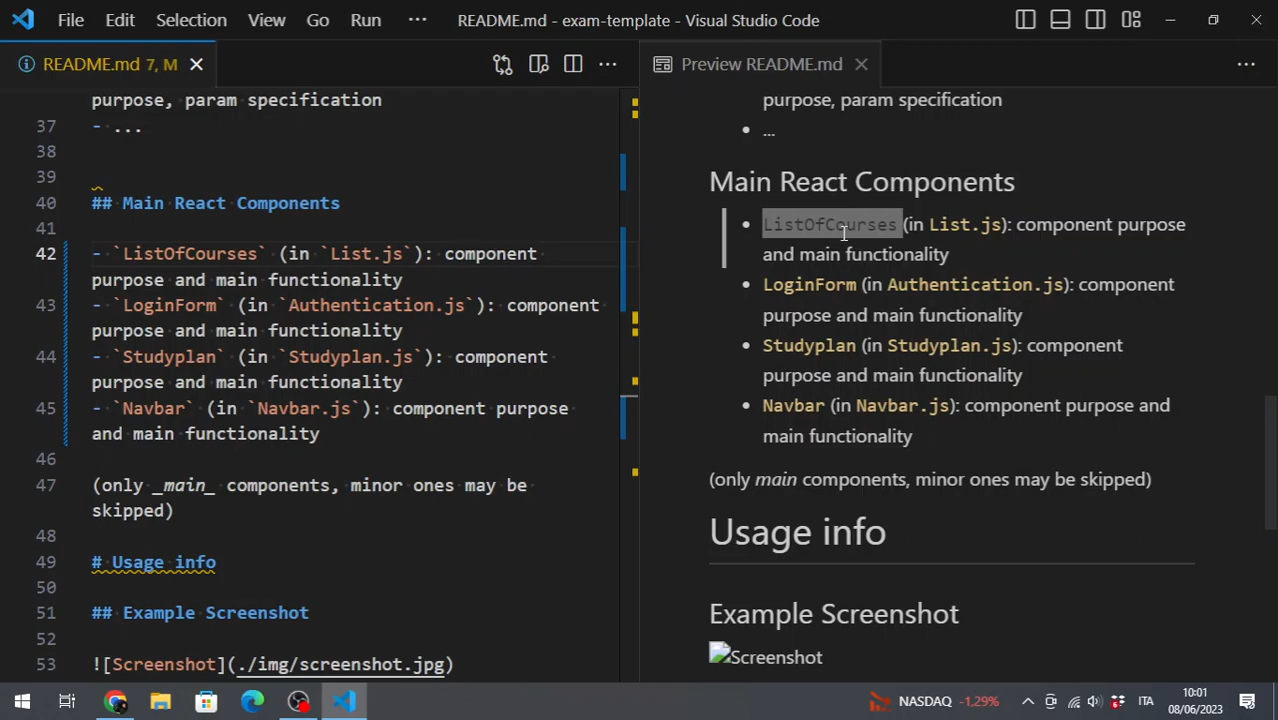 File Edit Selection View Go Run ··· README.md - exam-template - Visual Studio Code
README.md 7, M
Preview README.md
purpose, param specification
37 - ...
38
39
40 ## Main React Components
41
42 - `ListOfCourses` (in `List.js`): component
purpose and main functionality
43 - `LoginForm` (in `Authentication.js`): component
purpose and main functionality
44 - `Studyplan` (in `Studyplan.js`): component
purpose and main functionality
45 - `Navbar` (in `Navbar.js`): component purpose
and main functionality
46
47 (only _main_ components, minor ones may be
skipped)
48
49 # Usage info
50
51 ## Example Screenshot
52
53 ![Screenshot](./img/screenshot.jpg)
purpose, param specification
• ...
Main React Components
• ListOfCourses (in List.js): component purpose
and main functionality
• LoginForm (in Authentication.js): component
purpose and main functionality
• Studyplan (in Studyplan.js): component
purpose and main functionality
• Navbar (in Navbar.js): component purpose and
main functionality
(only main components, minor ones may be skipped)
Usage info
Example Screenshot
Screenshot
NASDAQ -1,29%
ITA
10:01
08/06/2023